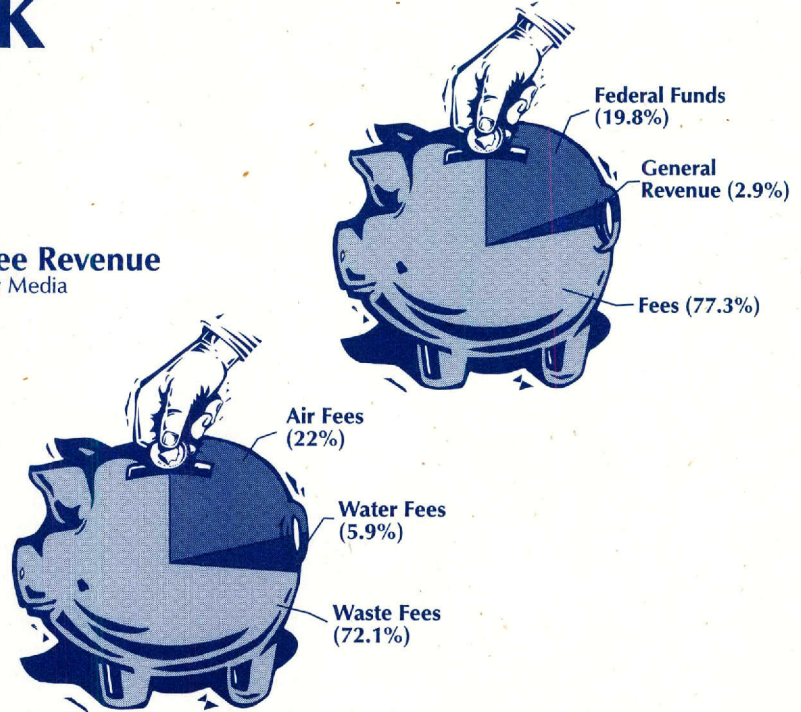 K
Federal Funds
(19.8%)
General
Revenue (2.9%)
Fees (77.3%)
ee Revenue
Media
Air Fees
(22%)
Water Fees
(5.9%)
Waste Fees
(72.1%)